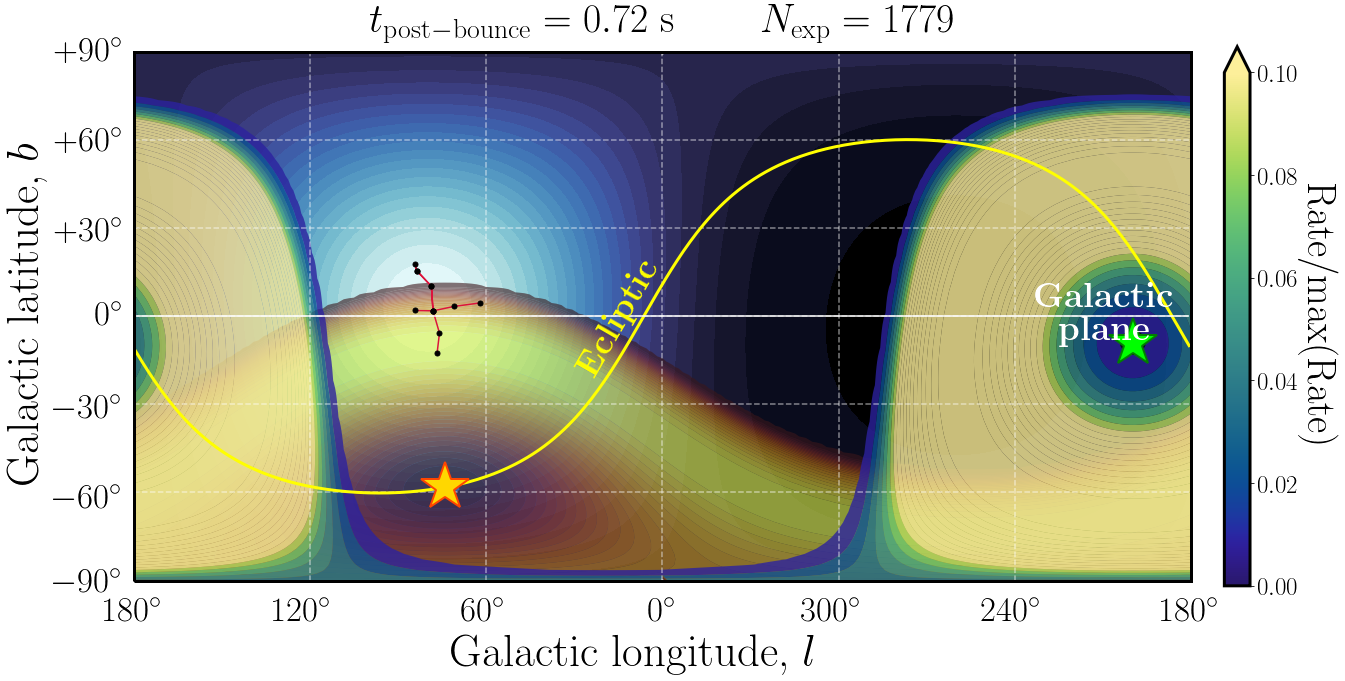 t_post−bounce = 0.72 s N_exp = 1779
+90°
+60°
+30°
0°
−30°
−60°
−90°
Galactic latitude, b
Ecliptic
Galactic
plane
180° 120° 60° 0° 300° 240° 180°
Galactic longitude, l
0.10
0.08
0.06
0.04
0.02
0.00
Rate/max(Rate)